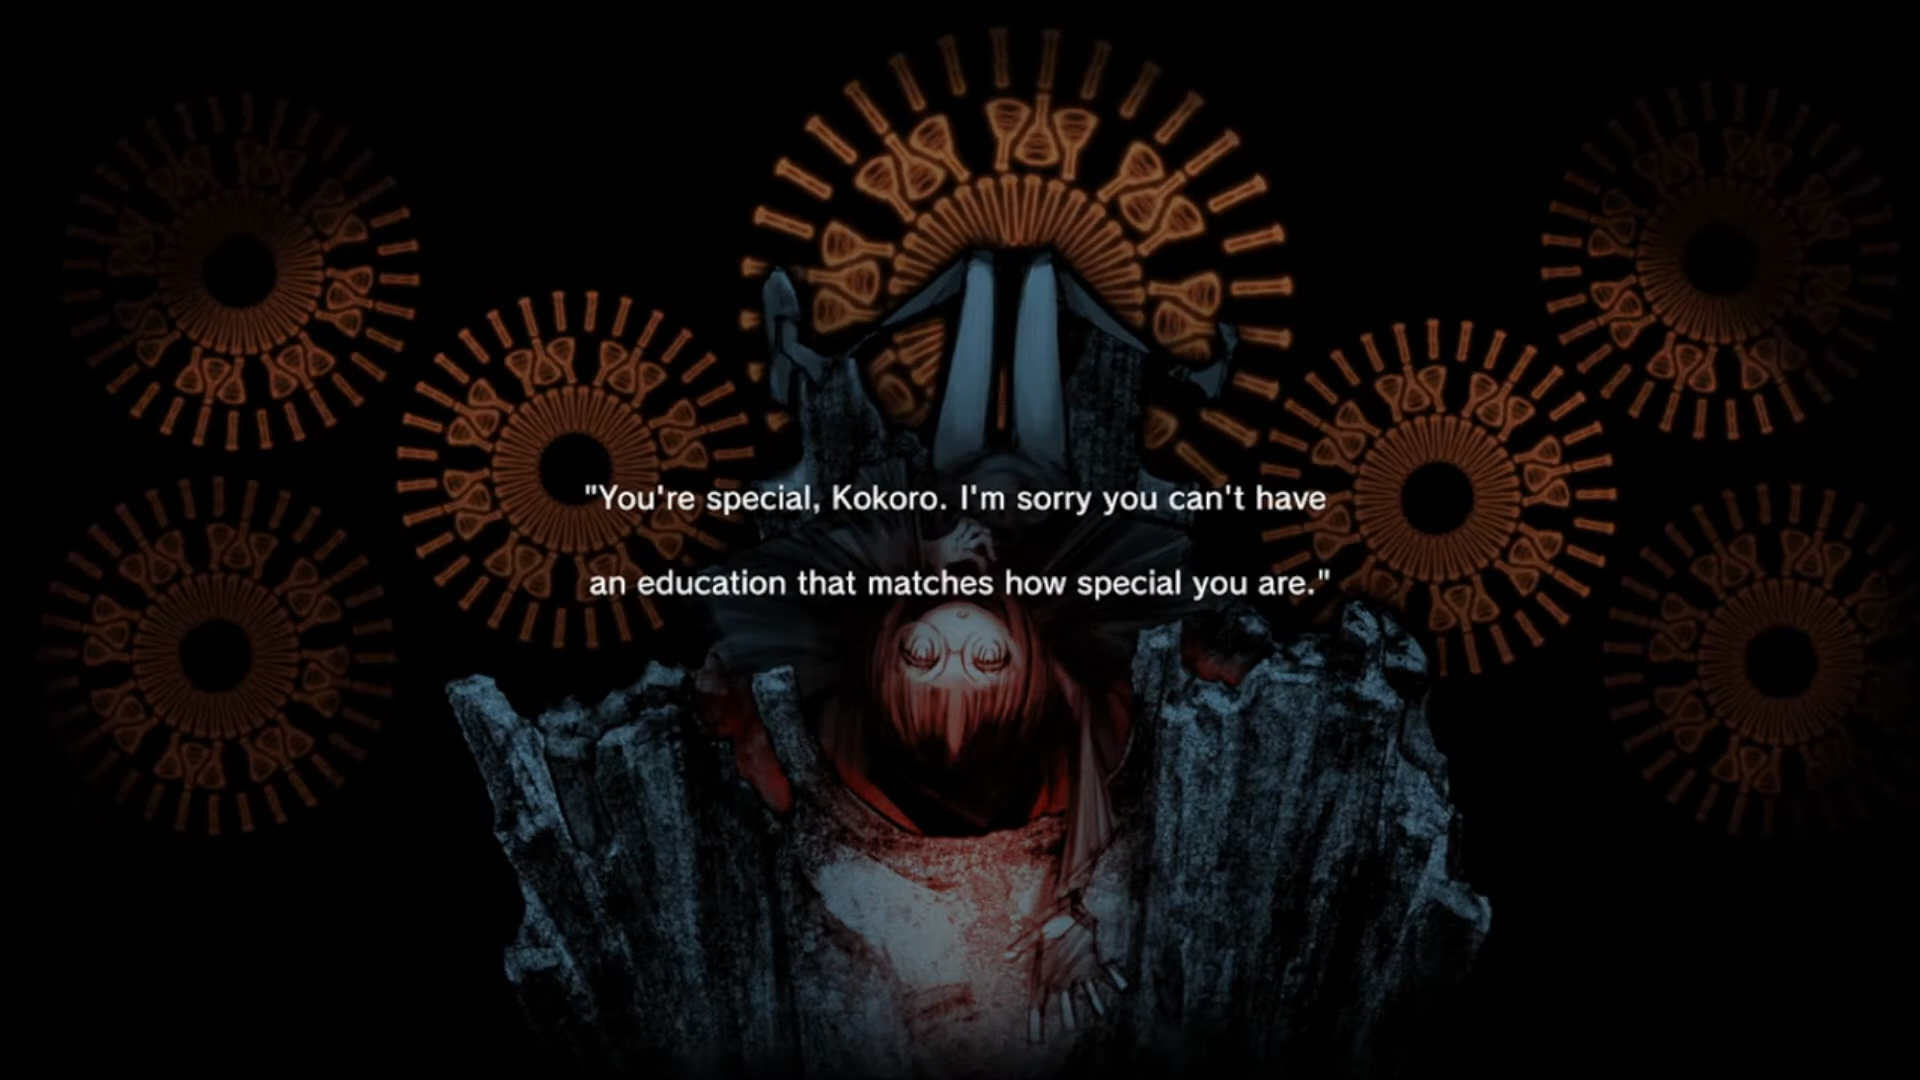 "You're special, Kokoro. I'm sorry you can't have
an education that matches how special you are."